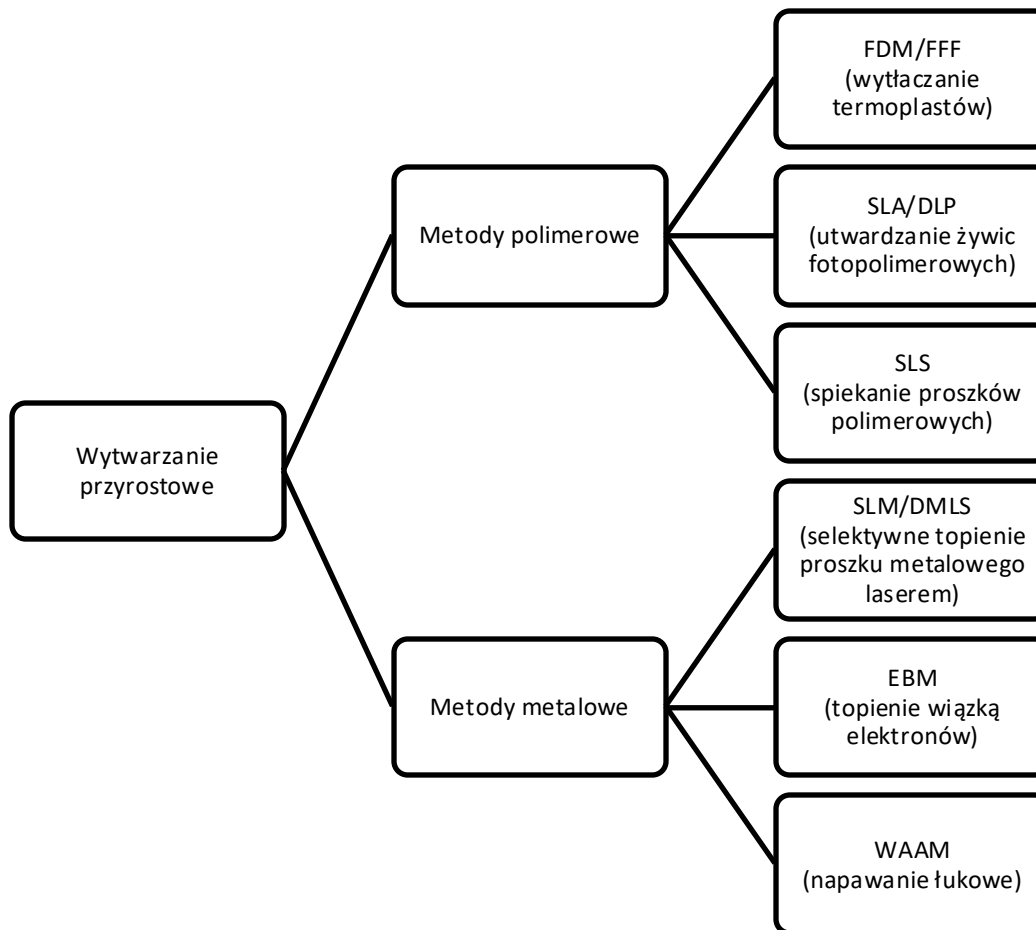 Wytwarzanie
przyrostowe
Metody polimerowe
FDM/FFF
(wytłaczanie
termoplastów)
SLA/DLP
(utwardzanie żywic
fotopolimerowych)
SLS
(spiekanie proszków
polimerowych)
Metody metalowe
SLM/DMLS
(selektywne topienie
proszku metalowego
laserem)
EBM
(topienie wiązką
elektronów)
WAAM
(napawanie łukowe)